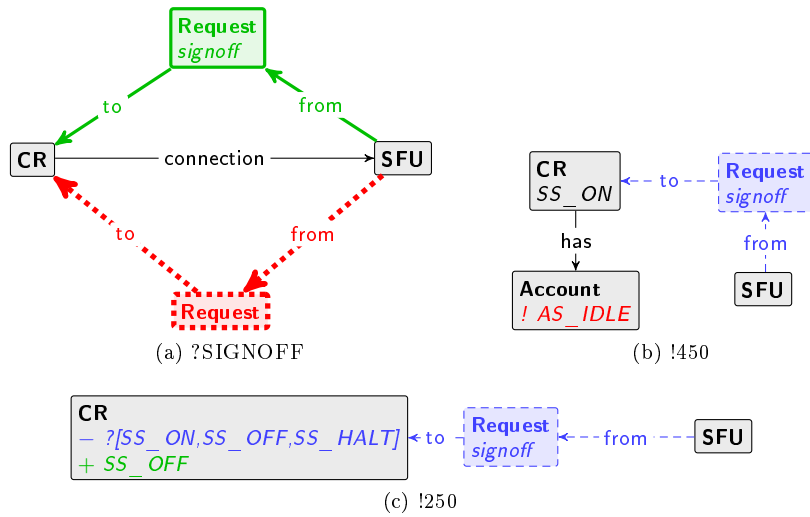 Request
signoff
to
from
CR
connection
SFU
to
from
Request
(a) ?SIGNOFF
CR
SS_ON
to
Request
signoff
has
from
Account
! AS_IDLE
SFU
(b) !450
CR
− ?[SS_ON,SS_OFF,SS_HALT]
+ SS_OFF
to
Request
signoff
from
SFU
(c) !250